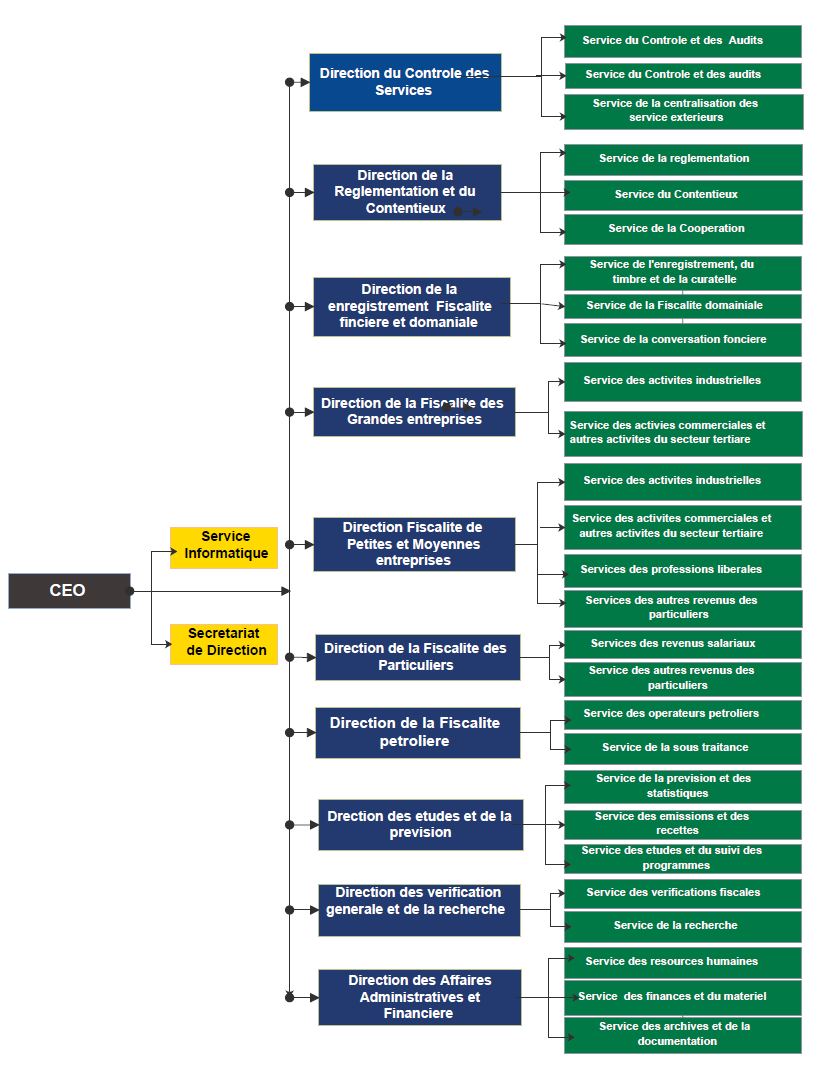 CEO
Service
Informatique
Secretariat
de Direction
Direction du Controle des
Services
Service du Controle et des  Audits
Service du Controle et des audits
Service de la centralisation des
service exterieurs
Direction de la
Reglementation et du
Contentieux
Service de la reglementation
Service du Contentieux
Service de la Cooperation
Direction de la
enregistrement  Fiscalite
finciere et domaniale
Service de l'enregistrement, du
timbre et de la curatelle
Service de la Fiscalite domainiale
Service de la conversation fonciere
Direction de la Fiscalite des
Grandes entreprises
Service des activites industrielles
Service des activies commerciales et
autres activites du secteur tertiare
Direction Fiscalite de
Petites et Moyennes
entreprises
Service des activites industrielles
Service des activites commerciales et
autres activites du secteur tertiaire
Services des professions liberales
Services des autres revenus des
particuliers
Direction de la Fiscalite des
Particuliers
Services des revenus salariaux
Service des autres revenus des
particuliers
Direction de la Fiscalite
petroliere
Service des operateurs petroliers
Service de la sous traitance
Drection des etudes et de la
prevision
Service de la prevision et des
statistiques
Service des emissions et des
recettes
Service des etudes et du suivi des
programmes
Direction des verification
generale et de la recherche
Service des verifications fiscales
Service de la recherche
Direction des Affaires
Administratives et
Financiere
Service des resources humaines
Service  des finances et du materiel
Service des archives et de la
documentation